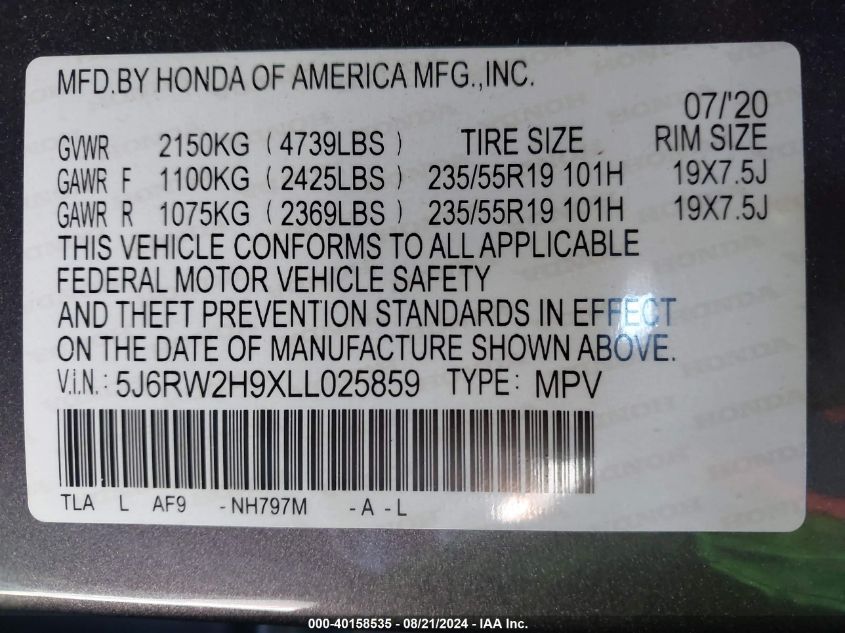 MFD.BY HONDA OF AMERICA MFG.,INC.
07/'20
GVWR 2150KG ( 4739LBS ) TIRE SIZE RIM SIZE
GAWR F 1100KG ( 2425LBS ) 235/55R19 101H 19X7.5J
GAWR R 1075KG ( 2369LBS ) 235/55R19 101H 19X7.5J
THIS VEHICLE CONFORMS TO ALL APPLICABLE
FEDERAL MOTOR VEHICLE SAFETY
AND THEFT PREVENTION STANDARDS IN EFFECT
ON THE DATE OF MANUFACTURE SHOWN ABOVE.
V.i.N.: 5J6RW2H9XLL025859 TYPE: MPV
TLA L AF9 -NH797M -A-L
000-40158535 - 08/21/2024 - IAA Inc.